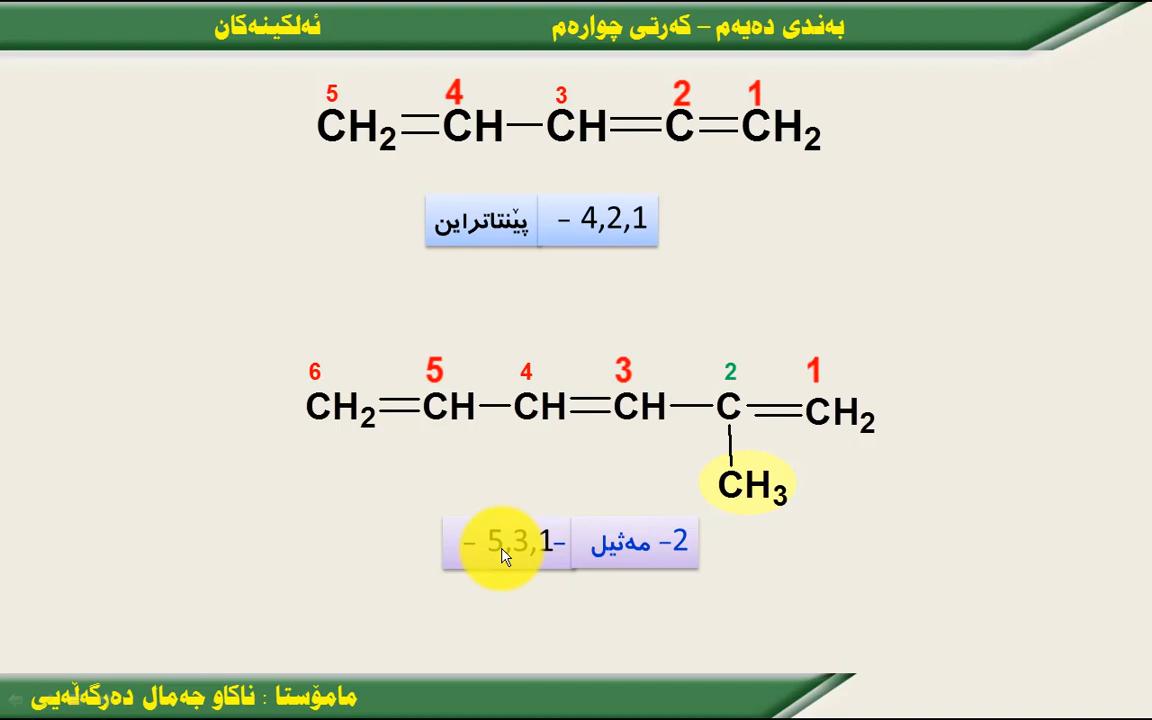 بەندی دەیەم – کەرتی چوارەم ئەلکینەکان
5 4 3 2 1
CH₂=CH—CH=C=CH₂
4,2,1 – پێنتاتراین
6 5 4 3 2 1
CH₂=CH—CH=CH—C=CH₂
CH₃
2– مەثیل –5,3,1 –
مامۆستا : ناکاو جەمال دەرگەڵەیی